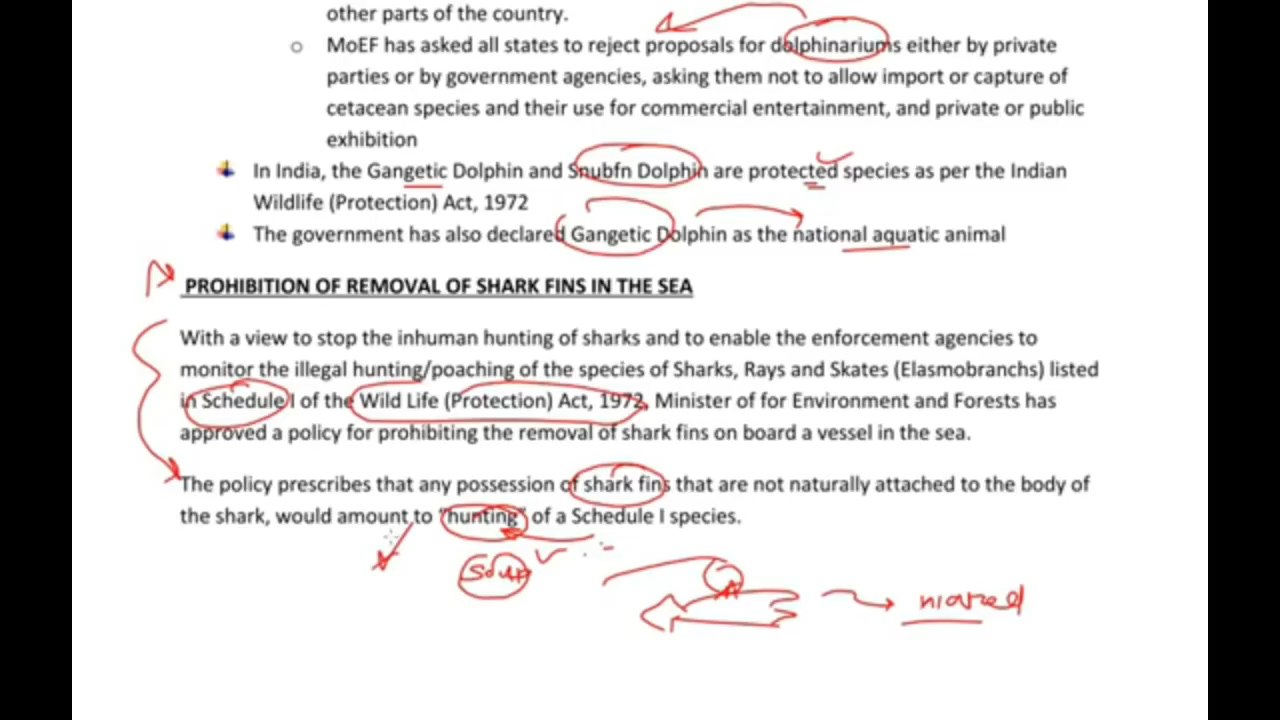 other parts of the country.
o MoEF has asked all states to reject proposals for dolphinariums either by private
parties or by government agencies, asking them not to allow import or capture of
cetacean species and their use for commercial entertainment, and private or public
exhibition
In India, the Gangetic Dolphin and Snubfn Dolphin are protected species as per the Indian
Wildlife (Protection) Act, 1972
The government has also declared Gangetic Dolphin as the national aquatic animal
PROHIBITION OF REMOVAL OF SHARK FINS IN THE SEA
With a view to stop the inhuman hunting of sharks and to enable the enforcement agencies to
monitor the illegal hunting/poaching of the species of Sharks, Rays and Skates (Elasmobranchs) listed
in Schedule I of the Wild Life (Protection) Act, 1972, Minister of for Environment and Forests has
approved a policy for prohibiting the removal of shark fins on board a vessel in the sea.
The policy prescribes that any possession of shark fins that are not naturally attached to the body of
the shark, would amount to "hunting" of a Schedule I species.
Soup